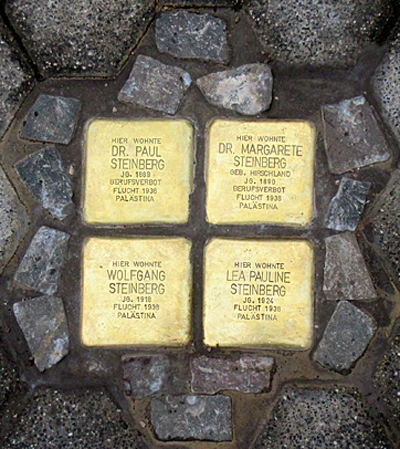 HIER WOHNTE
DR. PAUL
STEINBERG
JG. 1889
BERUFSVERBOT
FLUCHT 1938
PALÄSTINA
HIER WOHNTE
DR. MARGARETE
STEINBERG
GEB. HIRSCHLAND
JG. 1890
BERUFSVERBOT
FLUCHT 1938
PALÄSTINA
HIER WOHNTE
WOLFGANG
STEINBERG
JG. 1918
FLUCHT 1938
PALÄSTINA
HIER WOHNTE
LEA PAULINE
STEINBERG
JG. 1924
FLUCHT 1938
PALÄSTINA